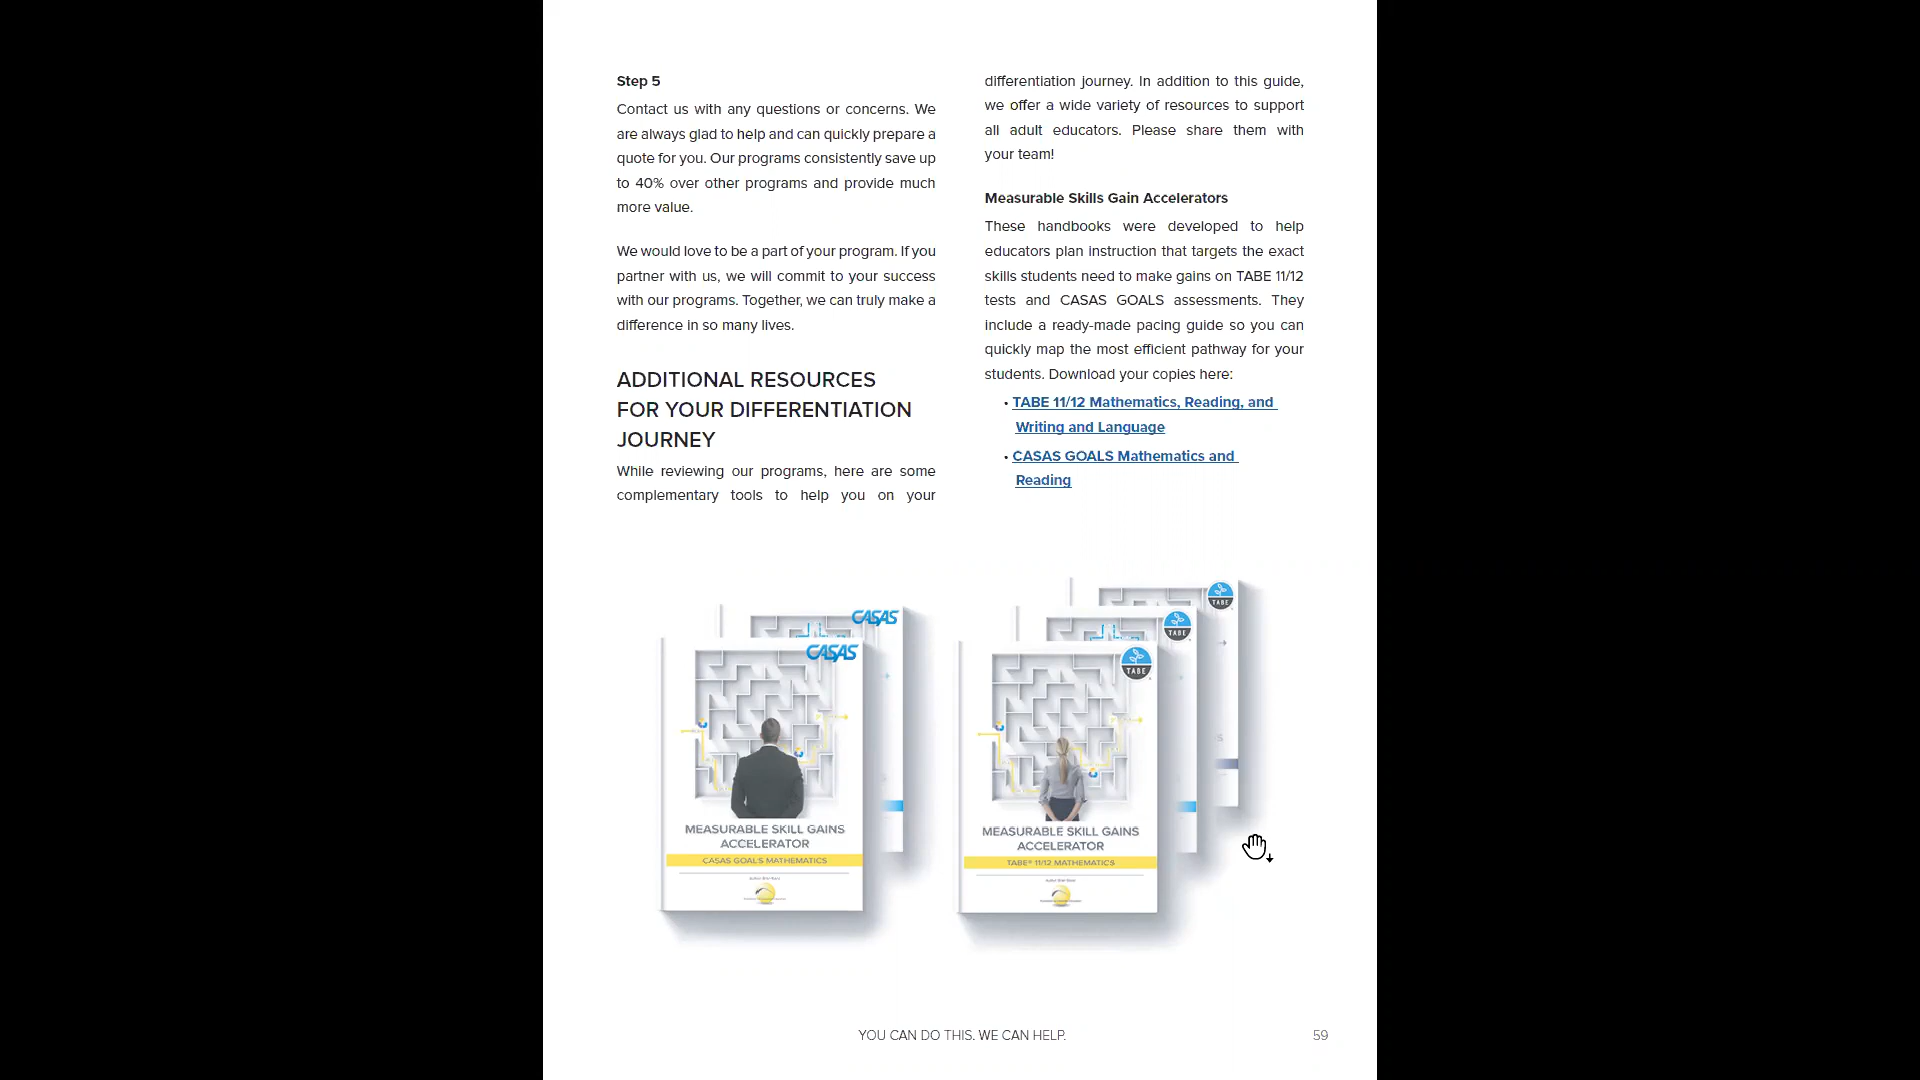 Step 5
Contact us with any questions or concerns. We
are always glad to help and can quickly prepare a
quote for you. Our programs consistently save up
to 40% over other programs and provide much
more value.
We would love to be a part of your program. If you
partner with us, we will commit to your success
with our programs. Together, we can truly make a
difference in so many lives.
ADDITIONAL RESOURCES
FOR YOUR DIFFERENTIATION
JOURNEY
While reviewing our programs, here are some
complementary tools to help you on your
differentiation journey. In addition to this guide,
we offer a wide variety of resources to support
all adult educators. Please share them with
your team!
Measurable Skills Gain Accelerators
These handbooks were developed to help
educators plan instruction that targets the exact
skills students need to make gains on TABE 11/12
tests and CASAS GOALS assessments. They
include a ready-made pacing guide so you can
quickly map the most efficient pathway for your
students. Download your copies here:
• TABE 11/12 Mathematics, Reading, and
Writing and Language
• CASAS GOALS Mathematics and
Reading
CASAS
CASAS
MEASURABLE SKILL GAINS
ACCELERATOR
CASAS GOALS MATHEMATICS
TABE
TABE
TABE
MEASURABLE SKILL GAINS
ACCELERATOR
TABE® 11/12 MATHEMATICS
YOU CAN DO THIS. WE CAN HELP.
59